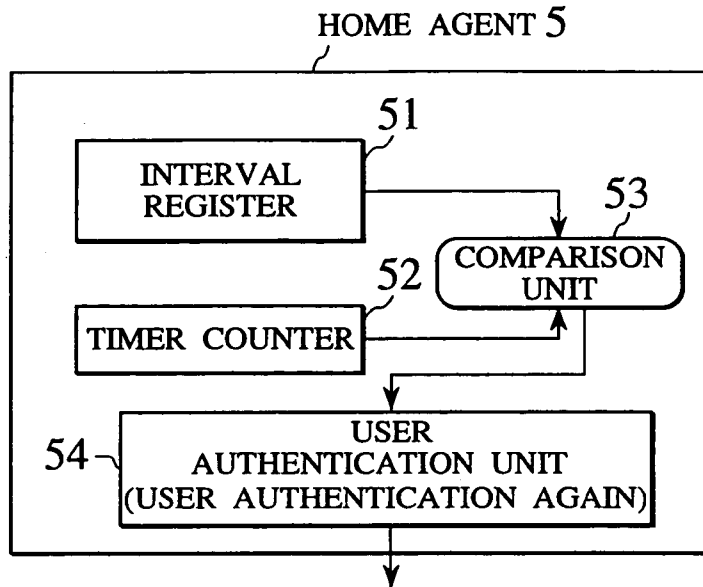 HOME AGENT 5
51
INTERVAL
REGISTER
53
COMPARISON
UNIT
52
TIMER COUNTER
54
USER
AUTHENTICATION UNIT
(USER AUTHENTICATION AGAIN)